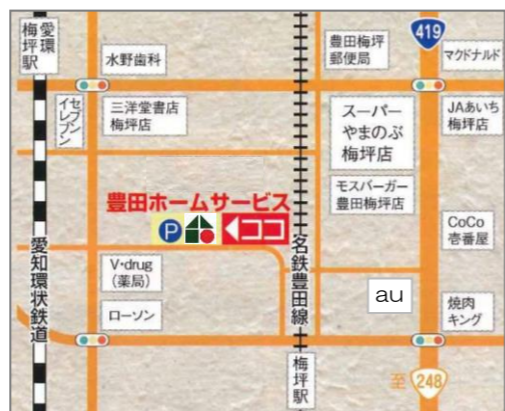 愛環
梅坪駅
水野歯科
豊田梅坪
郵便局
419
マクドナルド
セブン
イレブン
三洋堂書店
梅坪店
スーパー
やまのぶ
梅坪店
JAあいち
梅坪店
モスバーガー
豊田梅坪店
豊田ホームサービス
P
ココ
CoCo
壱番屋
愛知環状鉄道
名鉄豊田線
V・drug
(薬局)
au
ローソン
焼肉
キング
梅坪駅
至
248